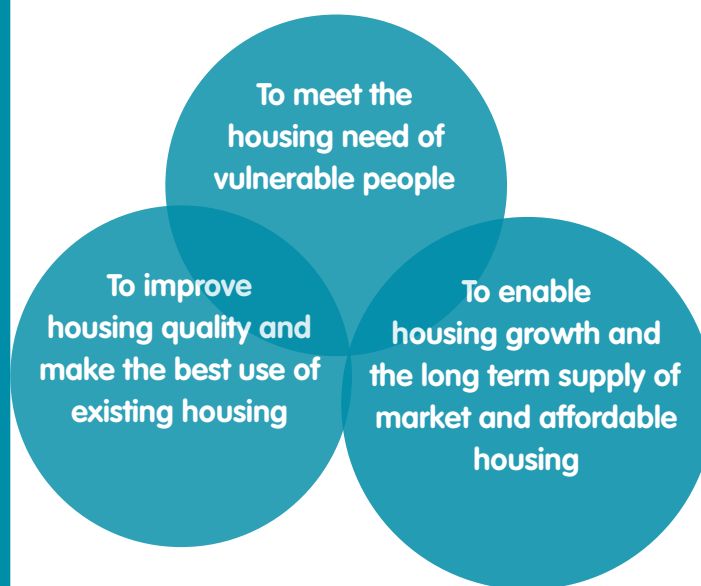 To meet the
housing need of
vulnerable people
To improve
housing quality and
make the best use of
existing housing
To enable
housing growth and
the long term supply of
market and affordable
housing